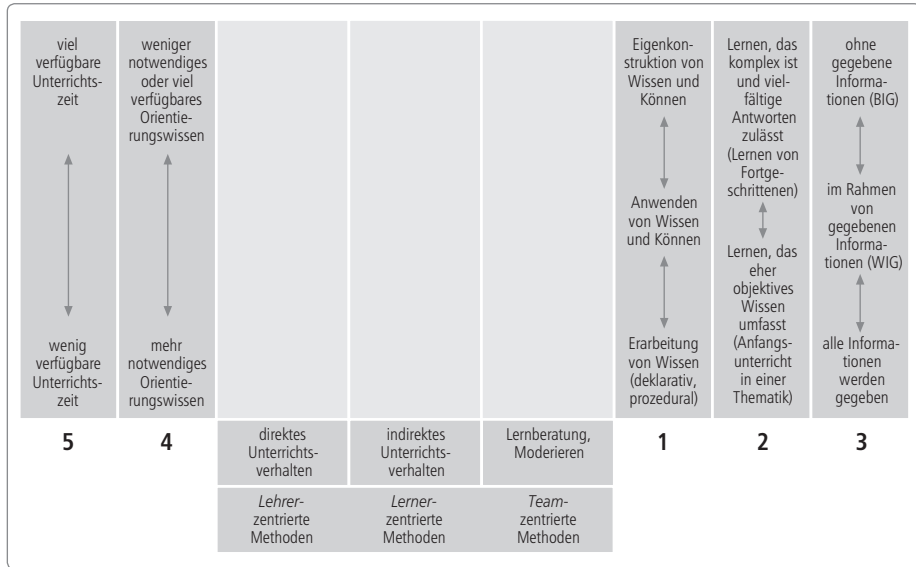 viel
verfügbare
Unterrichts-
zeit
wenig
verfügbare
Unterrichts-
zeit
5
weniger
notwendiges
oder viel
verfügbares
Orientie-
rungswissen
mehr
notwendiges
Orientie-
rungswissen
4
direktes
Unterrichts-
verhalten
Lehrer-
zentrierte
Methoden
indirektes
Unterrichts-
verhalten
Lerner-
zentrierte
Methoden
Lernberatung,
Moderieren
Team-
zentrierte
Methoden
Eigenkon-
struktion von
Wissen und
Können
Anwenden
von Wissen
und Können
Erarbeitung
von Wissen
(deklarativ,
prozedural)
1
Lernen, das
komplex ist
und viel-
fältige
Antworten
zulässt
(Lernen von
Fortge-
schrittenen)
Lernen, das
eher
objektives
Wissen
umfasst
(Anfangs-
unterricht
in einer
Thematik)
2
ohne
gegebene
Informa-
tionen (BIG)
im Rahmen
von
gegebenen
Informa-
tionen (WIG)
alle Informa-
tionen
werden
gegeben
3